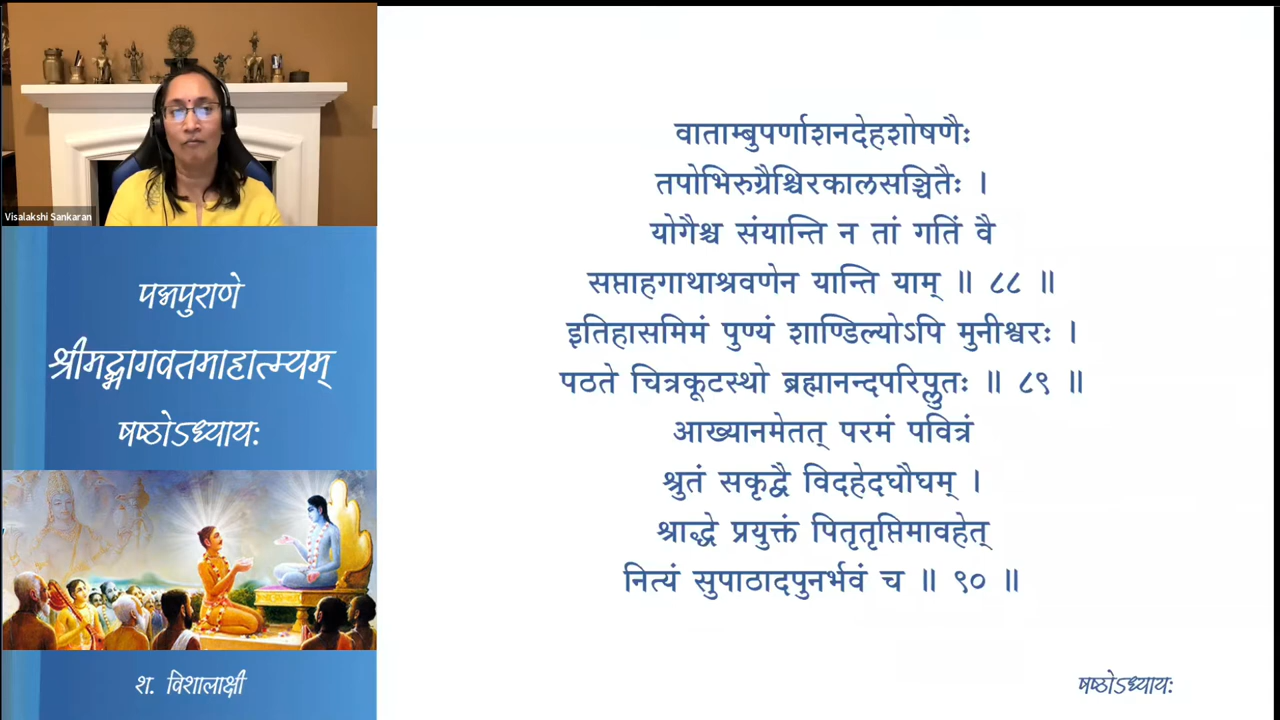 Visalakshi Sankaran
पद्मपुराणे
श्रीमद्भागवतमाहात्म्यम्
षष्ठोऽध्यायः
श. विशालाक्षी
वाताम्बुपर्णाशनदेहशोषणैः
तपोभिरुग्रैश्चिरकालसञ्चितैः ।
योगैश्च संयान्ति न तां गतिं वै
सप्ताहगाथाश्रवणेन यान्ति याम् ॥ ८८ ॥
इतिहासमिमं पुण्यं शाण्डिल्योऽपि मुनीश्वरः ।
पठते चित्रकूटस्थो ब्रह्मानन्दपरिप्लुतः ॥ ८९ ॥
आख्यानमेतत् परमं पवित्रं
श्रुतं सकृद्वै विदहेदघौघम् ।
श्राद्धे प्रयुक्तं पितृतृप्तिमावहेत्
नित्यं सुपाठादपुनर्भवं च ॥ ९० ॥
षष्ठोऽध्यायः